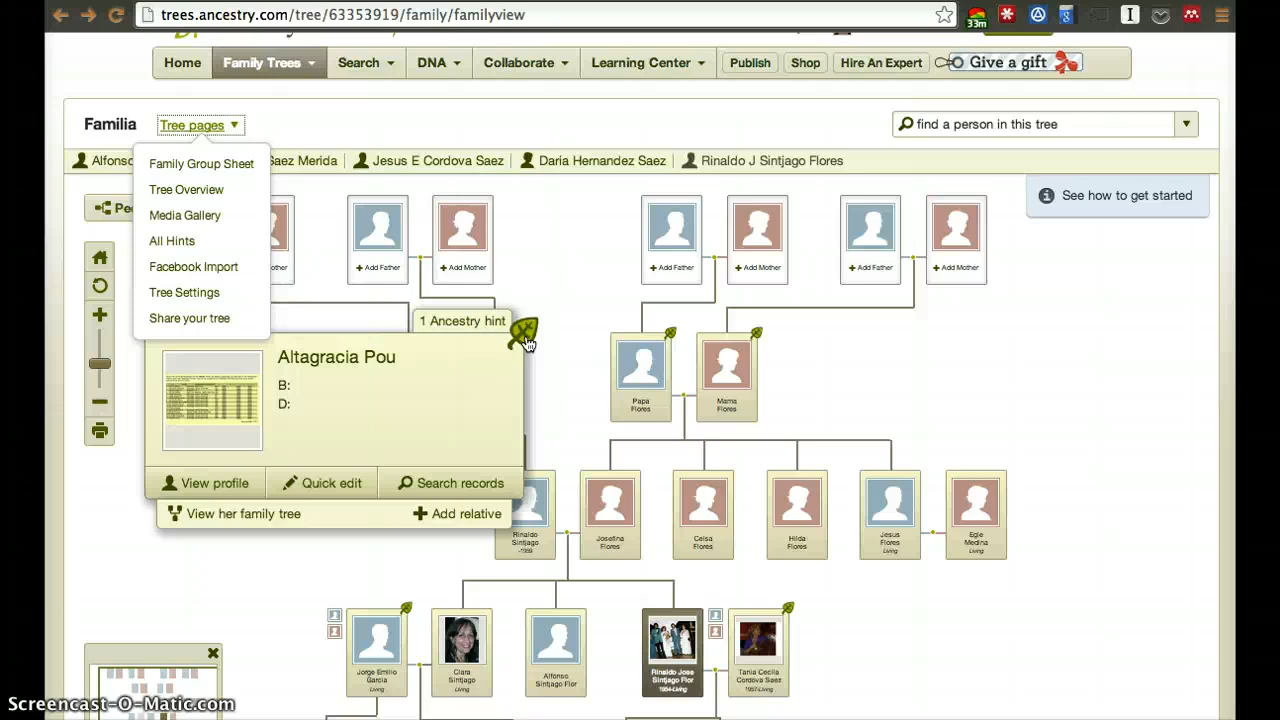 trees.ancestry.com/tree/63353919/family/familyview
33m
Home
Family Trees
Search
DNA
Collaborate
Learning Center
Publish
Shop
Hire An Expert
Give a gift
Familia
Tree pages
find a person in this tree
Alfonso
Saez Merida
Jesus E Cordova Saez
Daria Hernandez Saez
Rinaldo J Sintjago Flores
Family Group Sheet
Tree Overview
Media Gallery
All Hints
Facebook Import
Tree Settings
Share your tree
See how to get started
Add Father
Add Mother
Add Father
Add Mother
Add Father
Add Mother
1 Ancestry hint
Altagracia Pou
B:
D:
View profile
Quick edit
Search records
View her family tree
Add relative
Papa
Flores
Mama
Flores
Rinaldo
Sintjago
-1959
Josefina
Flores
Celsa
Flores
Hilda
Flores
Jesus
Flores
Living
Egle
Medina
Living
Jorge Emilio
Garcia
Living
Clara
Sintjago
Living
Alfonso
Sintjago Flor
Rinaldo Jose
Sintjago Flor
1954-Living
Tania Cecilia
Cordova Saez
1957-Living
Screencast-O-Matic.com